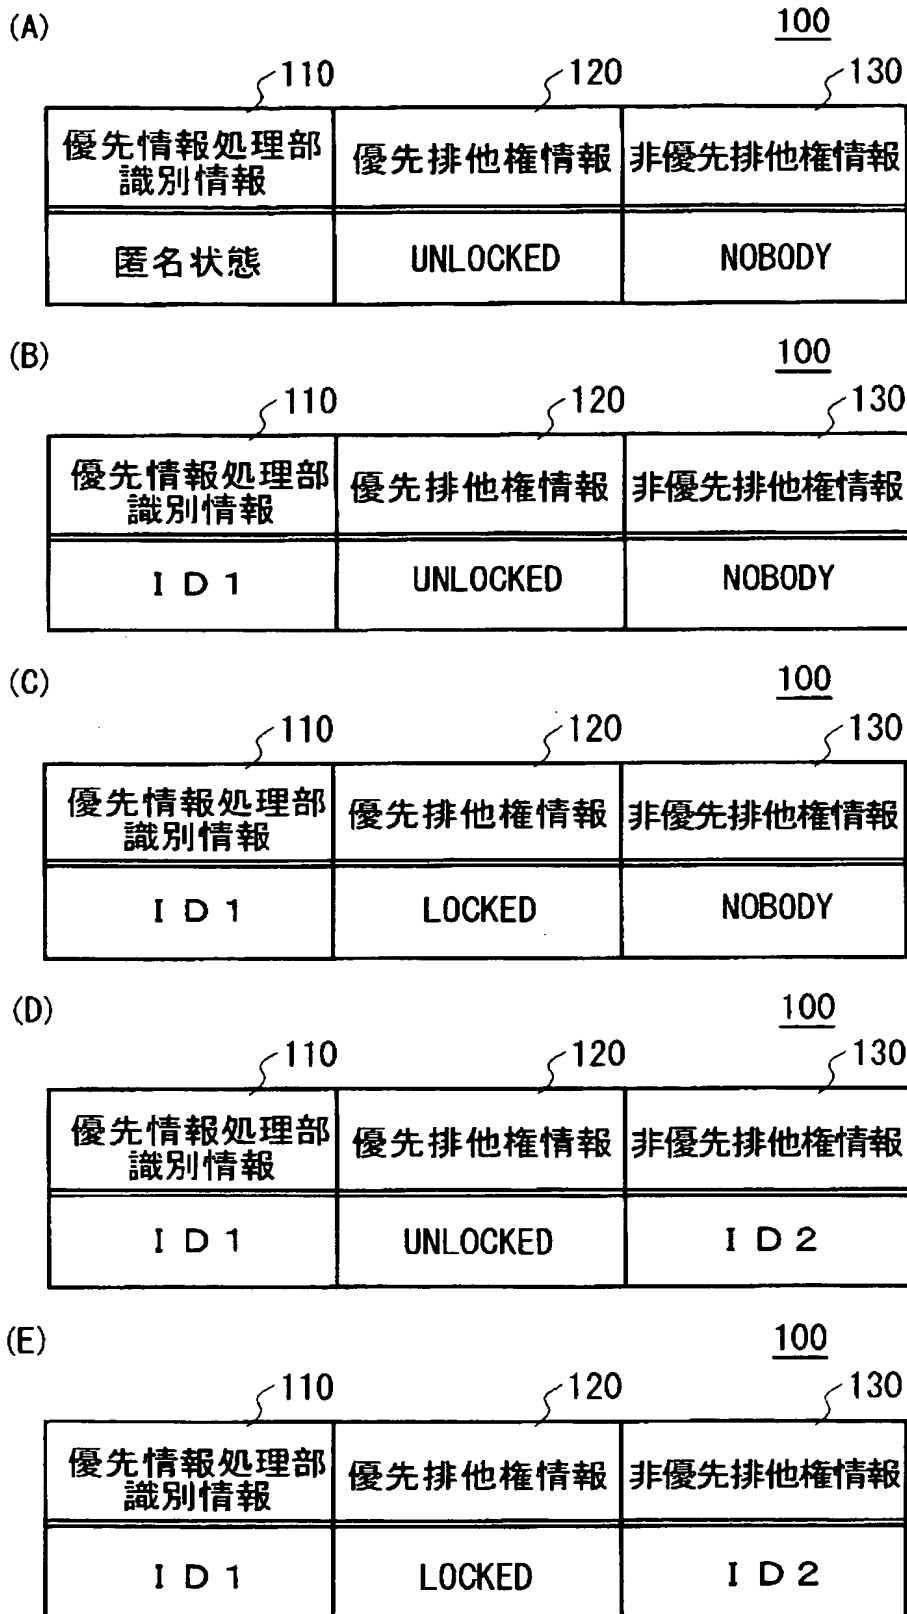 (A)
100
110 120 130
優先情報処理部 優先排他権情報 非優先排他権情報
識別情報
匿名状態 UNLOCKED NOBODY
(B)
100
110 120 130
優先情報処理部 優先排他権情報 非優先排他権情報
識別情報
ID1 UNLOCKED NOBODY
(C)
100
110 120 130
優先情報処理部 優先排他権情報 非優先排他権情報
識別情報
ID1 LOCKED NOBODY
(D)
100
110 120 130
優先情報処理部 優先排他権情報 非優先排他権情報
識別情報
ID1 UNLOCKED ID2
(E)
100
110 120 130
優先情報処理部 優先排他権情報 非優先排他権情報
識別情報
ID1 LOCKED ID2